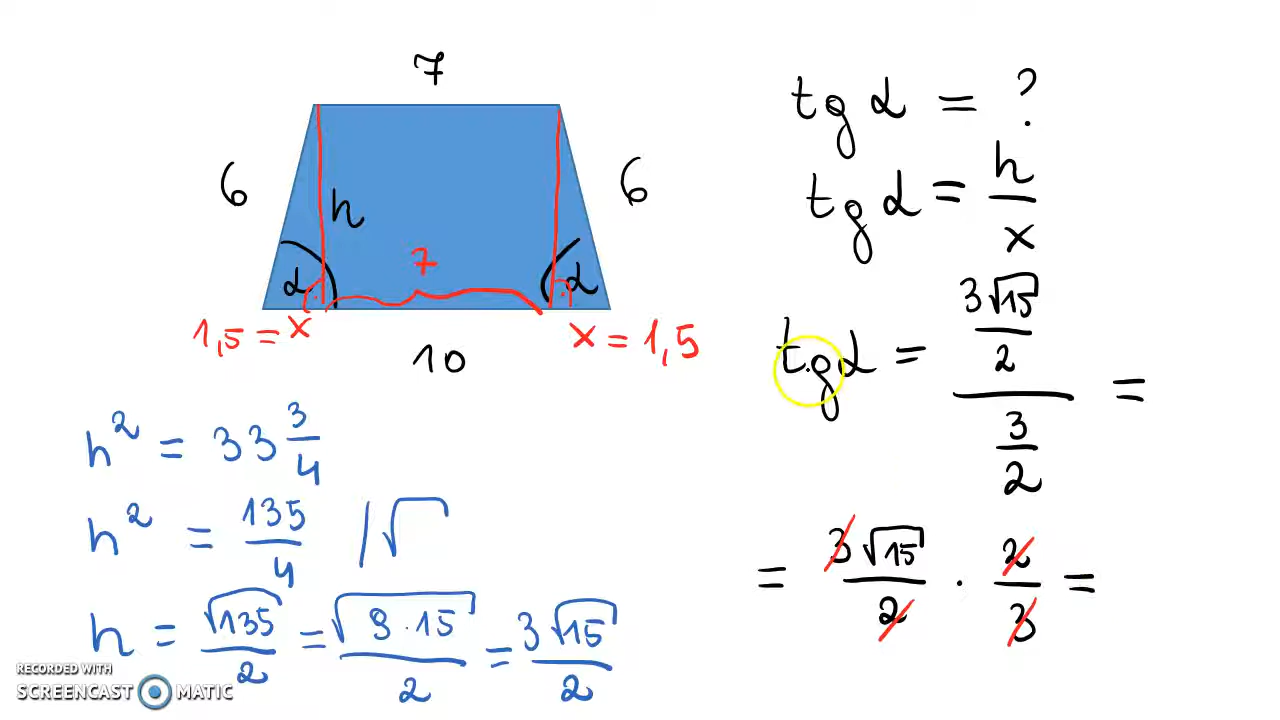 7
6
h
6
7
α
α
1,5 = x
x = 1,5
10
h² = 33 3/4
h² = 135/4 |√
h = √135/2 = √9·15/2 = 3√15/2
tg α = ?
tg α = h/x
tg α = (3√15/2)/(3/2) =
= 3√15/2 · 2/3 =
RECORDED WITH
SCREENCAST MATIC